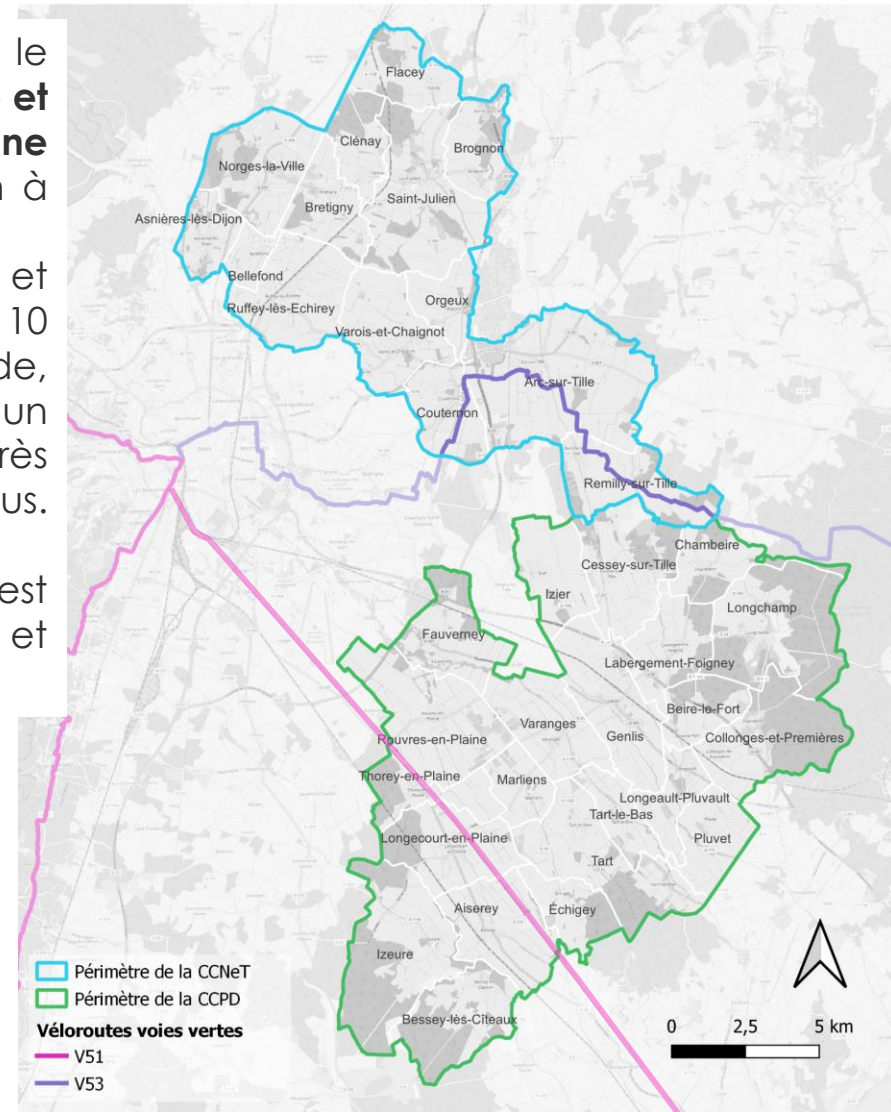 le
et
ne
à
et
10
de,
un
rès
us.
est
et
Flacey
Clénay
Brognon
Norges-la-Ville
Saint-Julien
Bretigny
Asnières-lès-Dijon
Bellefond
Orgeux
Ruffey-lès-Echirey
Varois-et-Chaignot
Arc-sur-Tille
Couternon
Remilly-sur-Tille
Chambeire
Cessey-sur-Tille
Izier
Longchamp
Fauverney
Labergement-Foigney
Beire-le-Fort
Varanges
Genlis
Collonges-et-Premières
Rouvres-en-Plaine
Thorey-en-Plaine
Marliens
Longeault-Pluvault
Tart-le-Bas
Longecourt-en-Plaine
Pluvet
Tart
Aiserey
Échigey
Izeure
Bessey-lès-Cîteaux
Périmètre de la CCNeT
Périmètre de la CCPD
Véloroutes voies vertes
V51
V53
0 2,5 5 km